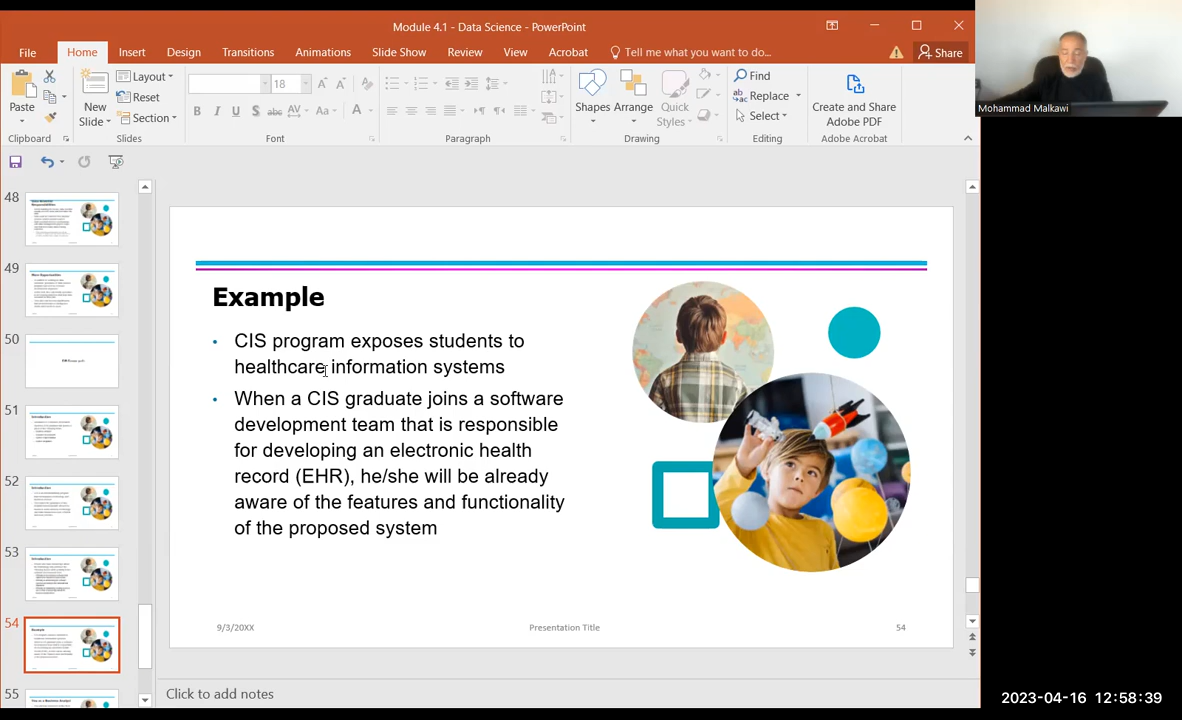 Module 4.1 - Data Science - PowerPoint
File Home Insert Design Transitions Animations Slide Show Review View Acrobat Tell me what you want to do... Share
Paste
Clipboard
New Slide
Layout
Reset
Section
Slides
18
B I U S abc AV Aa A
Font
Paragraph
Shapes Arrange Quick Styles
Drawing
Find
Replace
Select
Editing
Create and Share Adobe PDF
Adobe Acrobat
Mohammad Malkawi
48
49
50
51
52
53
54
55
Example
• CIS program exposes students to
healthcare information systems
• When a CIS graduate joins a software
development team that is responsible
for developing an electronic health
record (EHR), he/she will be already
aware of the features and functionality
of the proposed system
9/3/20XX Presentation Title 54
Click to add notes
2023-04-16 12:58:39